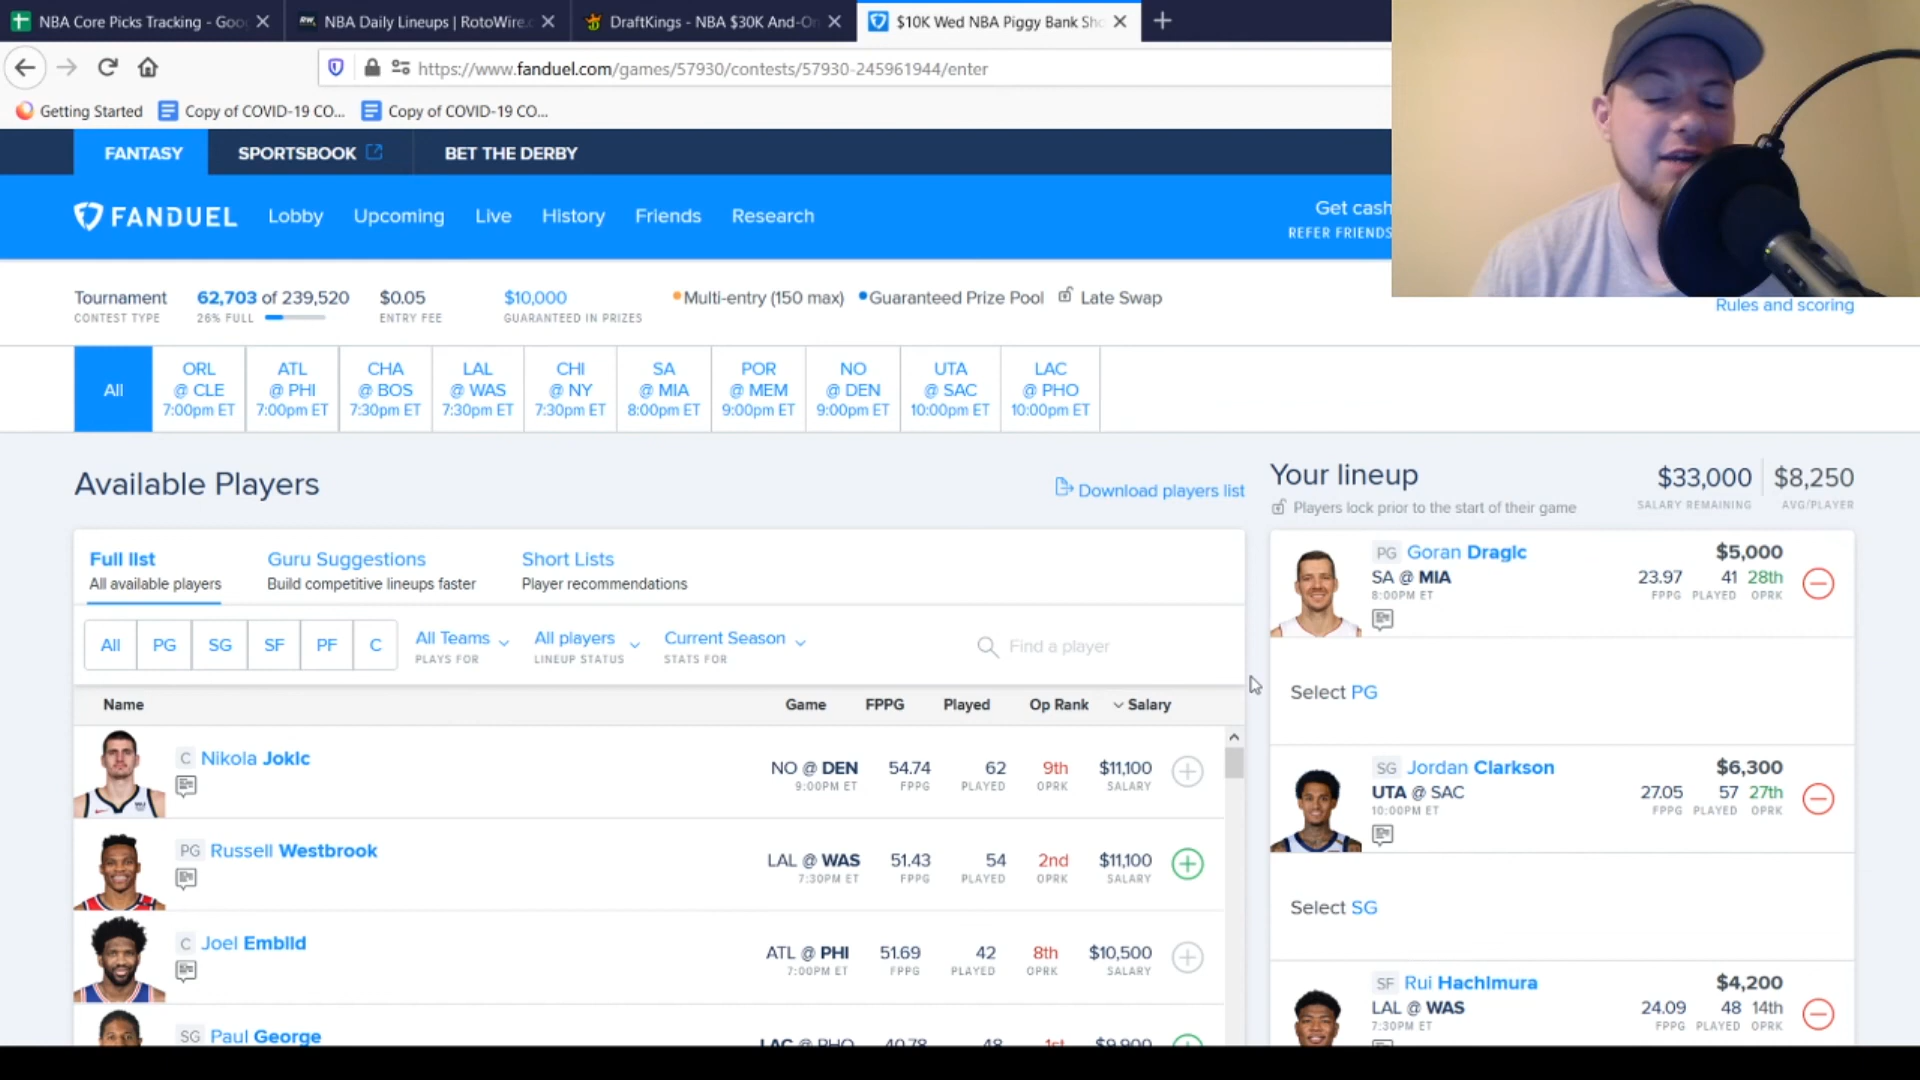 NBA Core Picks Tracking - Goo
NBA Daily Lineups | RotoWire.c
DraftKings - NBA $30K And-On
$10K Wed NBA Piggy Bank Sho
https://www.fanduel.com/games/57930/contests/57930-245961944/enter
Getting Started
Copy of COVID-19 CO...
Copy of COVID-19 CO...
FANTASY
SPORTSBOOK
BET THE DERBY
FANDUEL
Lobby
Upcoming
Live
History
Friends
Research
Get cash
REFER FRIENDS
Tournament
CONTEST TYPE
62,703 of 239,520
26% FULL
$0.05
ENTRY FEE
$10,000
GUARANTEED IN PRIZES
Multi-entry (150 max)
Guaranteed Prize Pool
Late Swap
Rules and scoring
All
ORL
@ CLE
7:00pm ET
ATL
@ PHI
7:00pm ET
CHA
@ BOS
7:30pm ET
LAL
@ WAS
7:30pm ET
CHI
@ NY
7:30pm ET
SA
@ MIA
8:00pm ET
POR
@ MEM
9:00pm ET
NO
@ DEN
9:00pm ET
UTA
@ SAC
10:00pm ET
LAC
@ PHO
10:00pm ET
Available Players
Download players list
Full list
All available players
Guru Suggestions
Build competitive lineups faster
Short Lists
Player recommendations
All
PG
SG
SF
PF
C
All Teams
PLAYS FOR
All players
LINEUP STATUS
Current Season
STATS FOR
Find a player
Name
Game
FPPG
Played
Op Rank
Salary
C Nikola Jokic
NO @ DEN
9:00PM ET
54.74
FPPG
62
PLAYED
9th
OPRK
$11,100
SALARY
PG Russell Westbrook
LAL @ WAS
7:30PM ET
51.43
FPPG
54
PLAYED
2nd
OPRK
$11,100
SALARY
C Joel Embiid
ATL @ PHI
7:00PM ET
51.69
FPPG
42
PLAYED
8th
OPRK
$10,500
SALARY
SG Paul George
LAC @ PHO
40.78
48
1st
$9,900
Your lineup
Players lock prior to the start of their game
$33,000
SALARY REMAINING
$8,250
AVG/PLAYER
PG Goran Dragic
SA @ MIA
8:00PM ET
$5,000
23.97
FPPG
41
PLAYED
28th
OPRK
Select PG
SG Jordan Clarkson
UTA @ SAC
10:00PM ET
$6,300
27.05
FPPG
57
PLAYED
27th
OPRK
Select SG
SF Rui Hachimura
LAL @ WAS
7:30PM ET
$4,200
24.09
FPPG
48
PLAYED
14th
OPRK